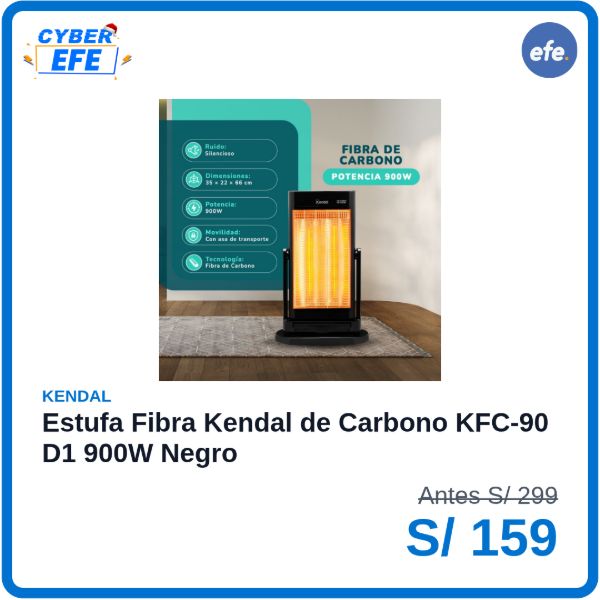 CYBER
EFE
efe.
Ruido:
Silencioso
Dimensiones:
35 x 22 x 66 cm
Potencia:
900W
Movilidad:
Con asa de transporte
Tecnología:
Fibra de Carbono
FIBRA DE
CARBONO
POTENCIA 900W
Kendal
KENDAL
Estufa Fibra Kendal de Carbono KFC-90
D1 900W Negro
Antes S/ 299
S/ 159